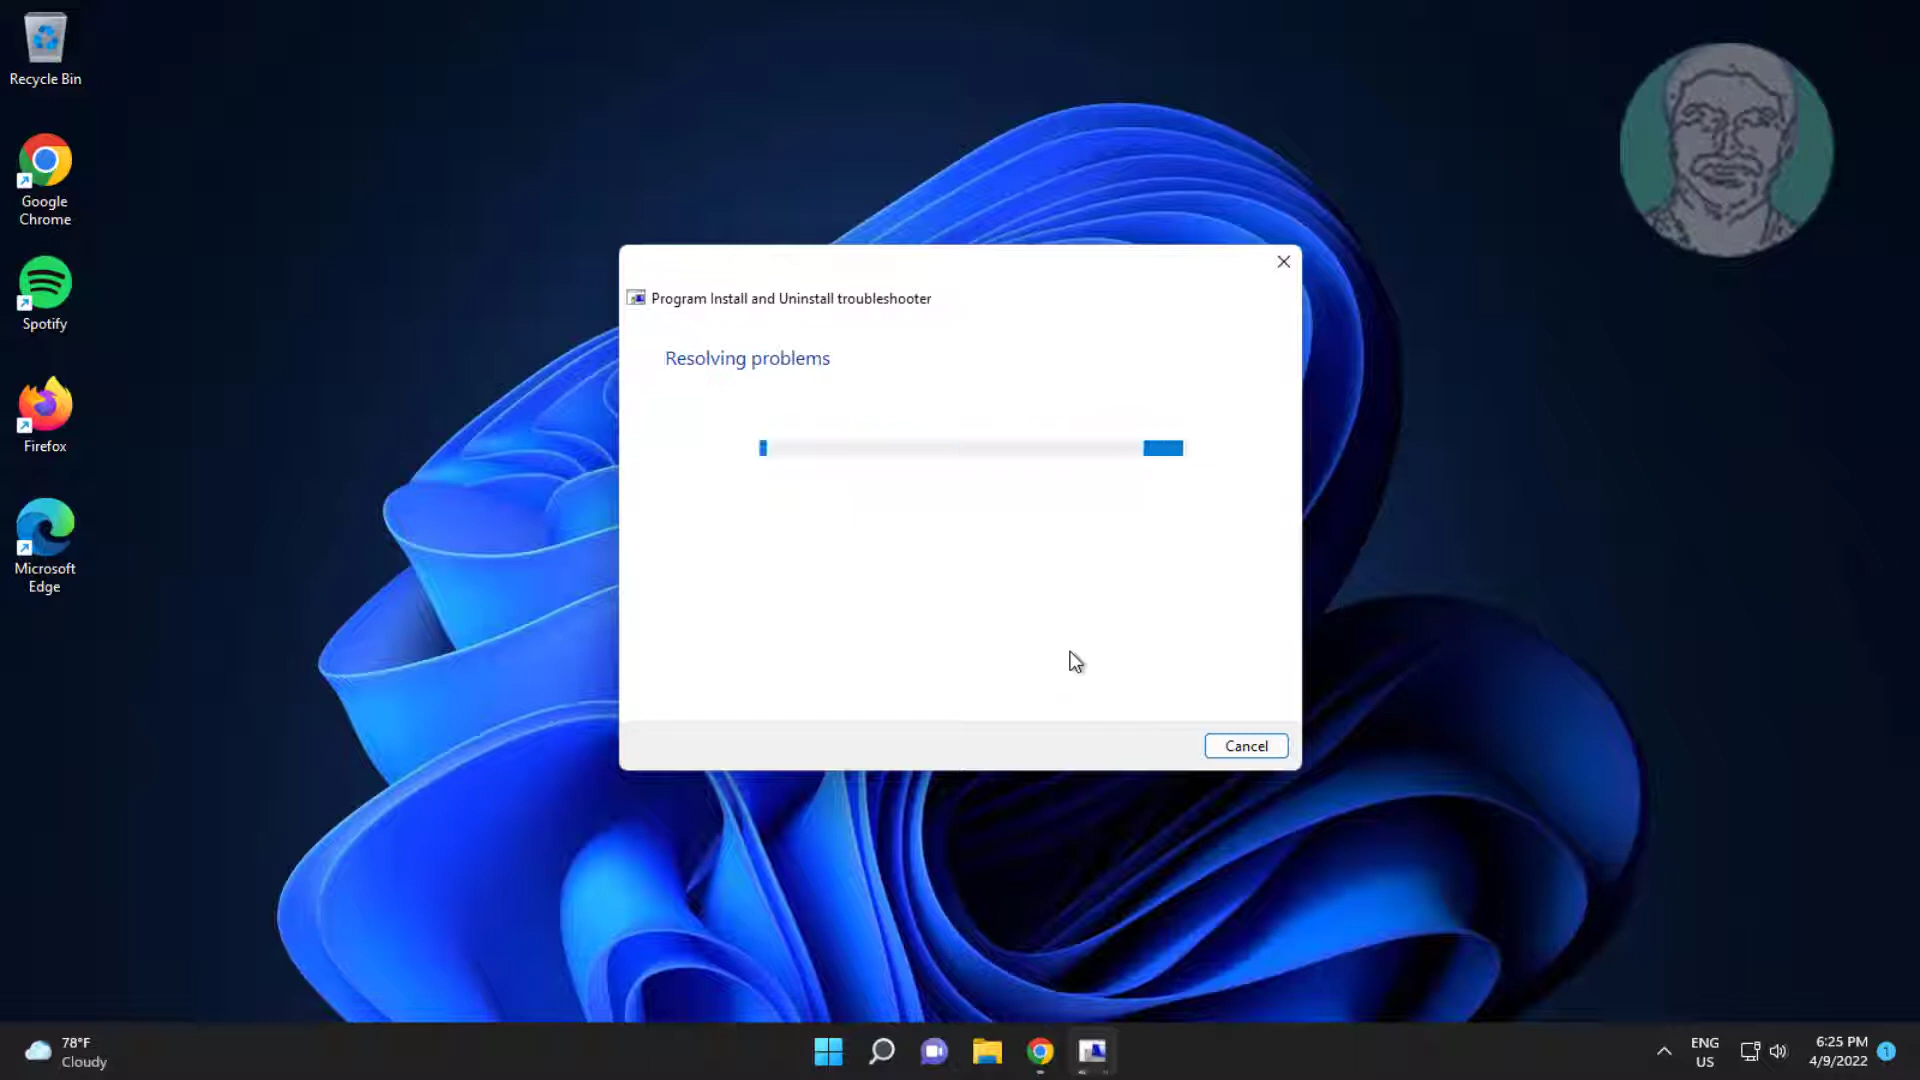 Recycle Bin
Google
Chrome
Spotify
Firefox
Microsoft
Edge
Program Install and Uninstall troubleshooter
Resolving problems
Cancel
78°F
Cloudy
ENG
US
6:25 PM
4/9/2022
1